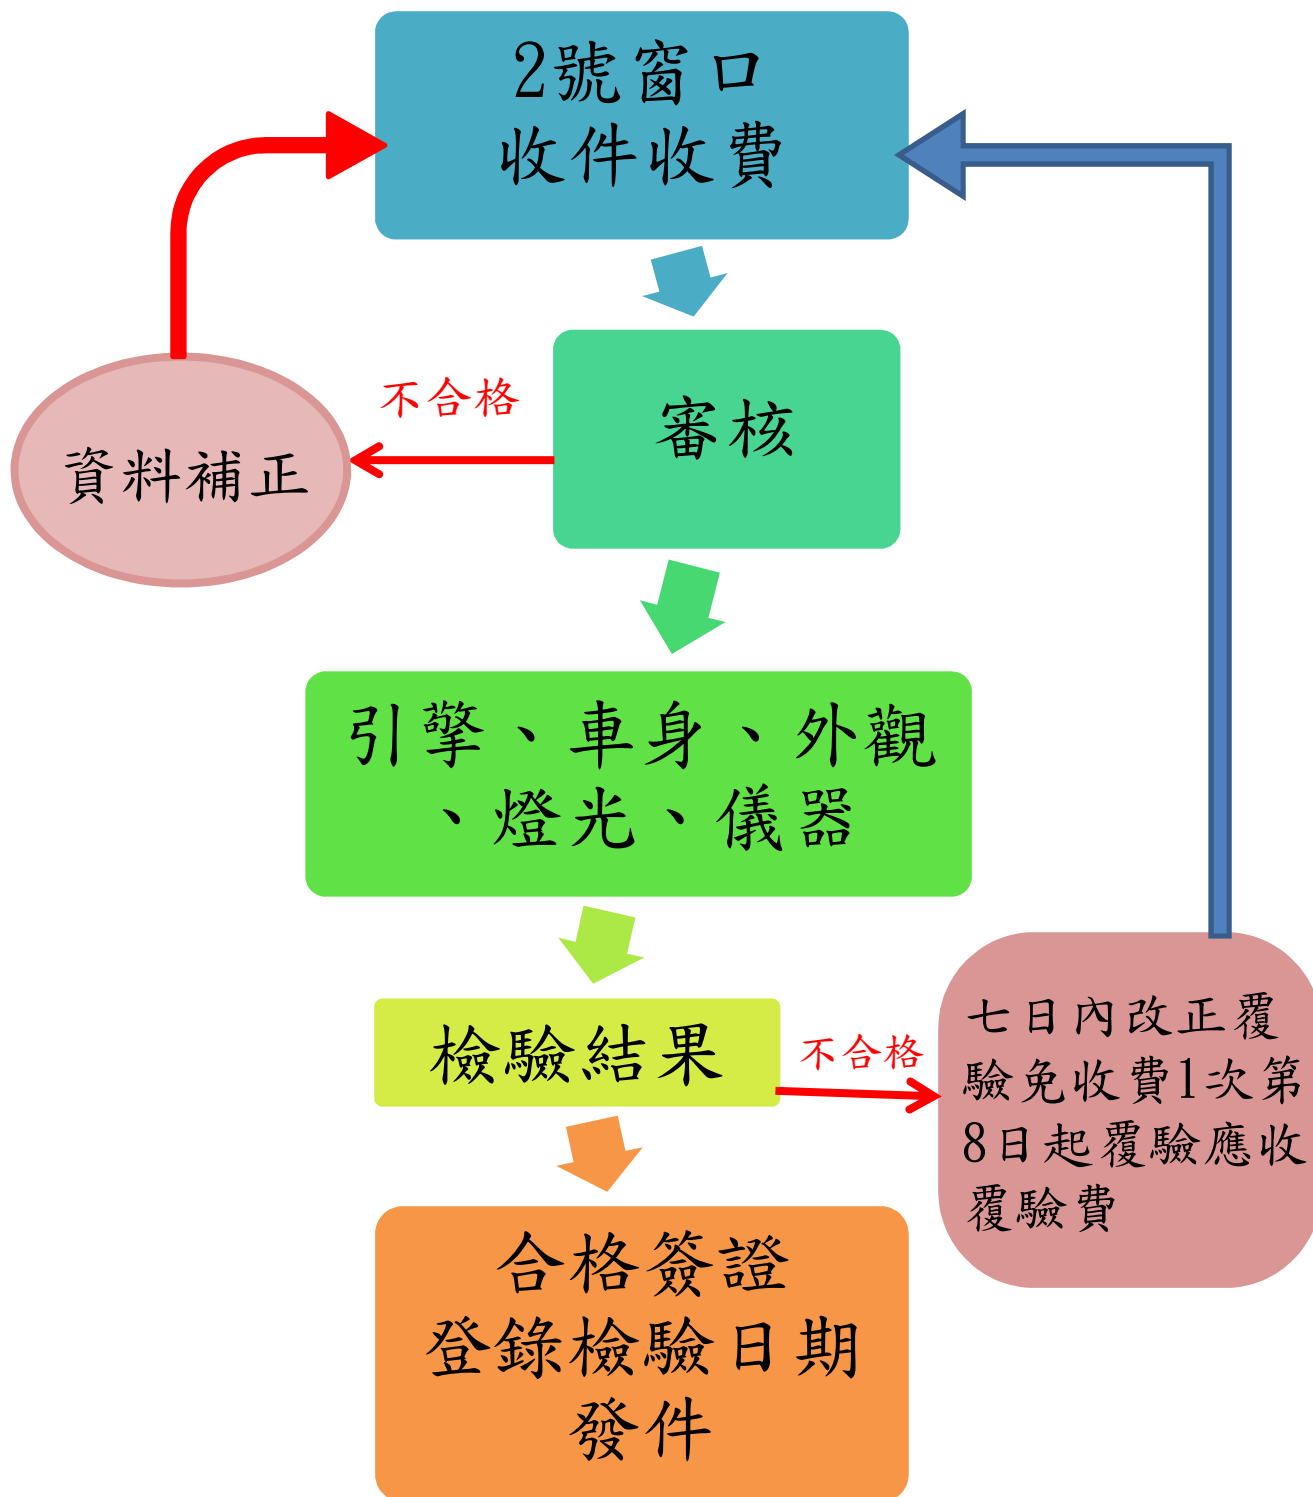 2號窗口
收件收費
不合格
審核
資料補正
引擎、車身、外觀
、燈光、儀器
檢驗結果
不合格
七日內改正覆
驗免收費1次第
8日起覆驗應收
覆驗費
合格簽證
登錄檢驗日期
發件